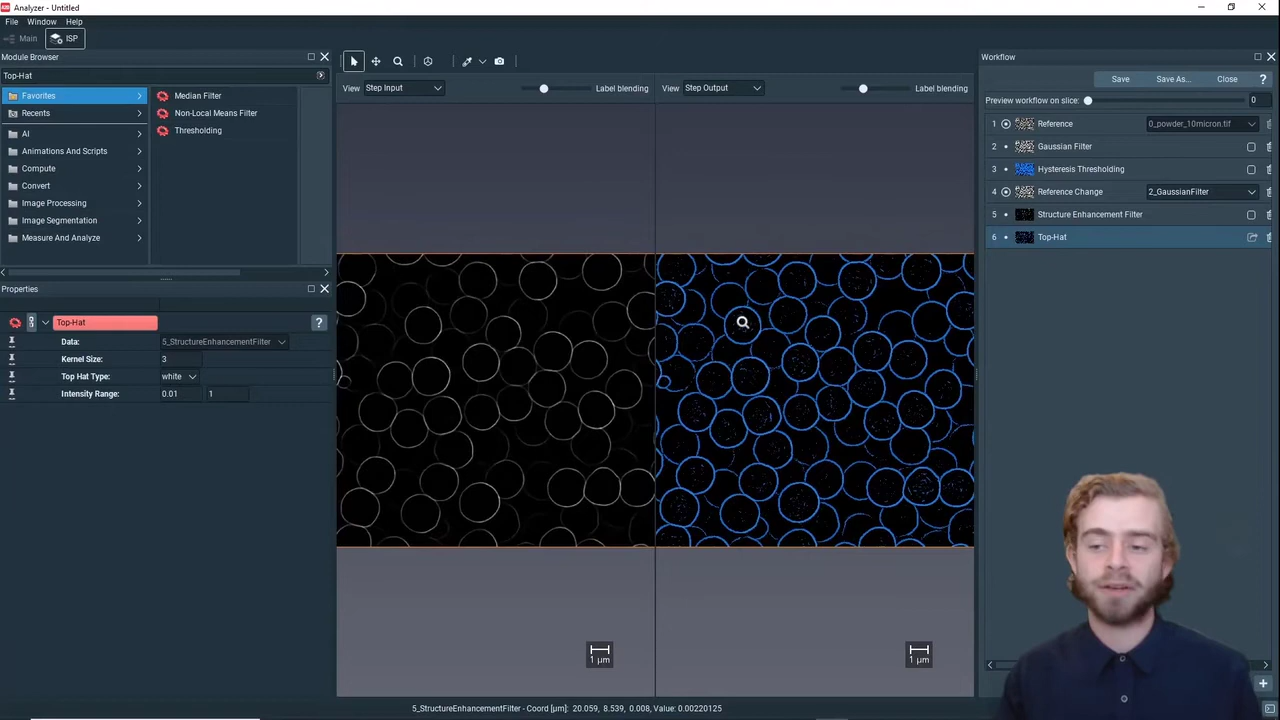 Analyzer - Untitled
File Window Help
Main ISP
Module Browser
Top-Hat
Favorites
Recents
AI
Animations And Scripts
Compute
Convert
Image Processing
Image Segmentation
Measure And Analyze
Median Filter
Non-Local Means Filter
Thresholding
Properties
Top-Hat ?
Data: 5_StructureEnhancementFilter
Kernel Size: 3
Top Hat Type: white
Intensity Range: 0.01 1
View Step Input Label blending
View Step Output Label blending
1 µm
1 µm
5_StructureEnhancementFilter - Coord [µm]: 20.059, 8.539, 0.008, Value: 0.00220125
Workflow
Save Save As... Close ?
Preview workflow on slice: 0
1 Reference 0_powder_10micron.tif
2 Gaussian Filter
3 Hysteresis Thresholding
4 Reference Change 2_GaussianFilter
5 Structure Enhancement Filter
6 Top-Hat